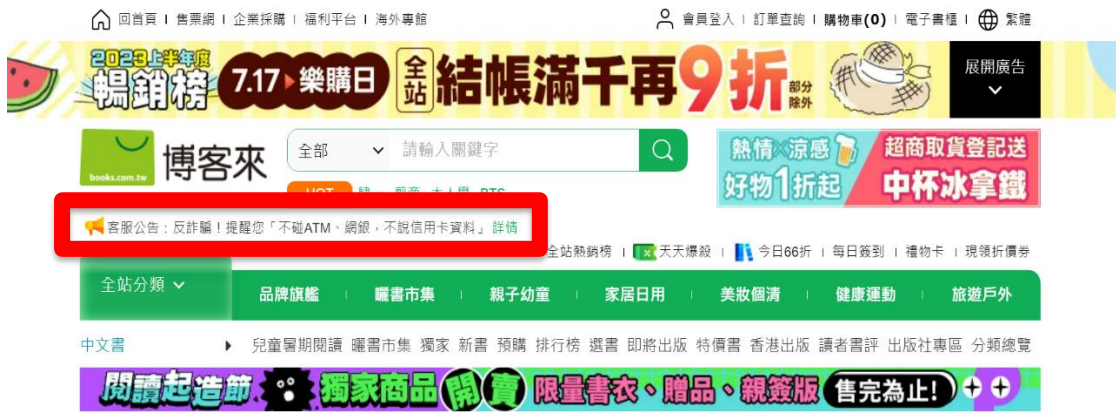 回首頁 | 售票網 | 企業採購 | 福利平台 | 海外專館
會員登入 | 訂單查詢 | 購物車(0) | 電子書櫃 | 繁體
2023上半年度
暢銷榜
7.17 樂購日
全站
結帳滿千再9折
部分
除外
展開廣告
books.com.tw
博客來
全部
請輸入關鍵字
熱情×涼感
好物1折起
超商取貨登記送
中杯冰拿鐵
客服公告：反詐騙！提醒您「不碰ATM、網銀，不說信用卡資料」詳情
全站熱銷榜 | 天天爆殺 | 今日66折 | 每日簽到 | 禮物卡 | 現領折價券
全站分類
品牌旗艦 | 曬書市集 | 親子幼童 | 家居日用 | 美妝個清 | 健康運動 | 旅遊戶外
中文書
兒童暑期閱讀 曬書市集 獨家 新書 預購 排行榜 選書 即將出版 特價書 香港出版 讀者書評 出版社專區 分類總覽
閱讀起造節
獨家商品開賣
限量書衣、贈品、親簽版
售完為止!